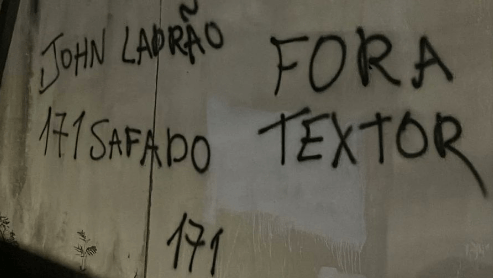 JOHN LADRÃO
171 SAFADO
171
FORA
TEXTOR